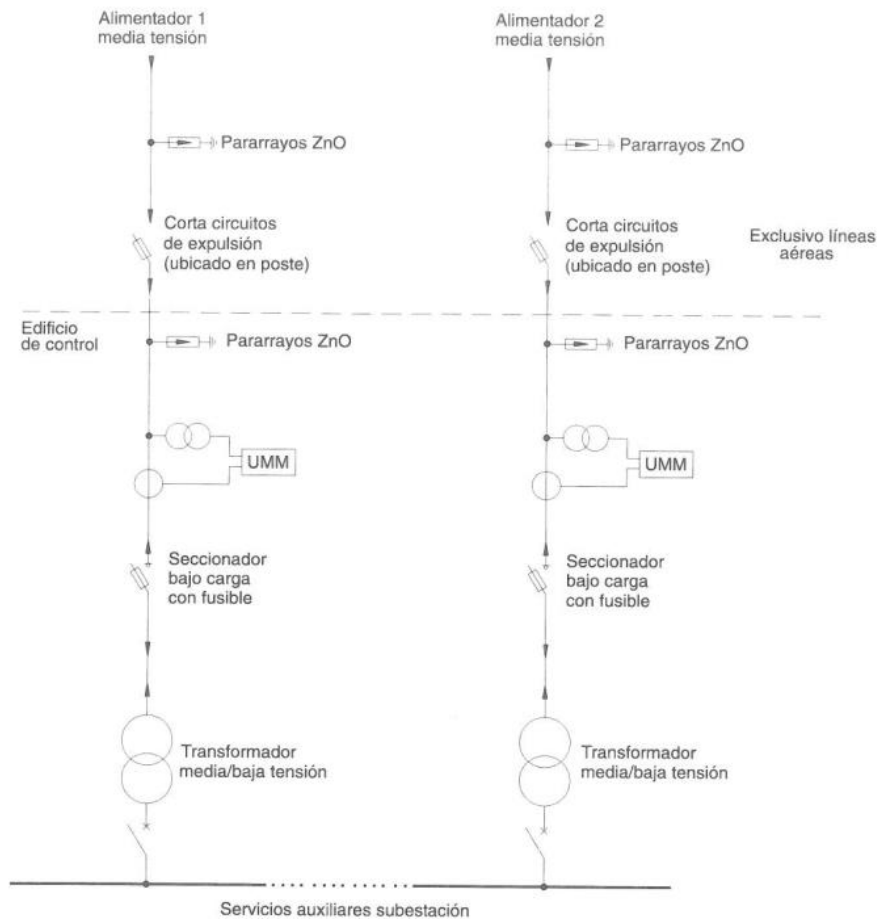 Alimentador 1
media tensión
Alimentador 2
media tensión
Pararrayos ZnO
Pararrayos ZnO
Corta circuitos
de expulsión
(ubicado en poste)
Corta circuitos
de expulsión
(ubicado en poste)
Exclusivo líneas
aéreas
Edificio
de control
Pararrayos ZnO
Pararrayos ZnO
UMM
UMM
Seccionador
bajo carga
con fusible
Seccionador
bajo carga
con fusible
Transformador
media/baja tensión
Transformador
media/baja tensión
Servicios auxiliares subestación